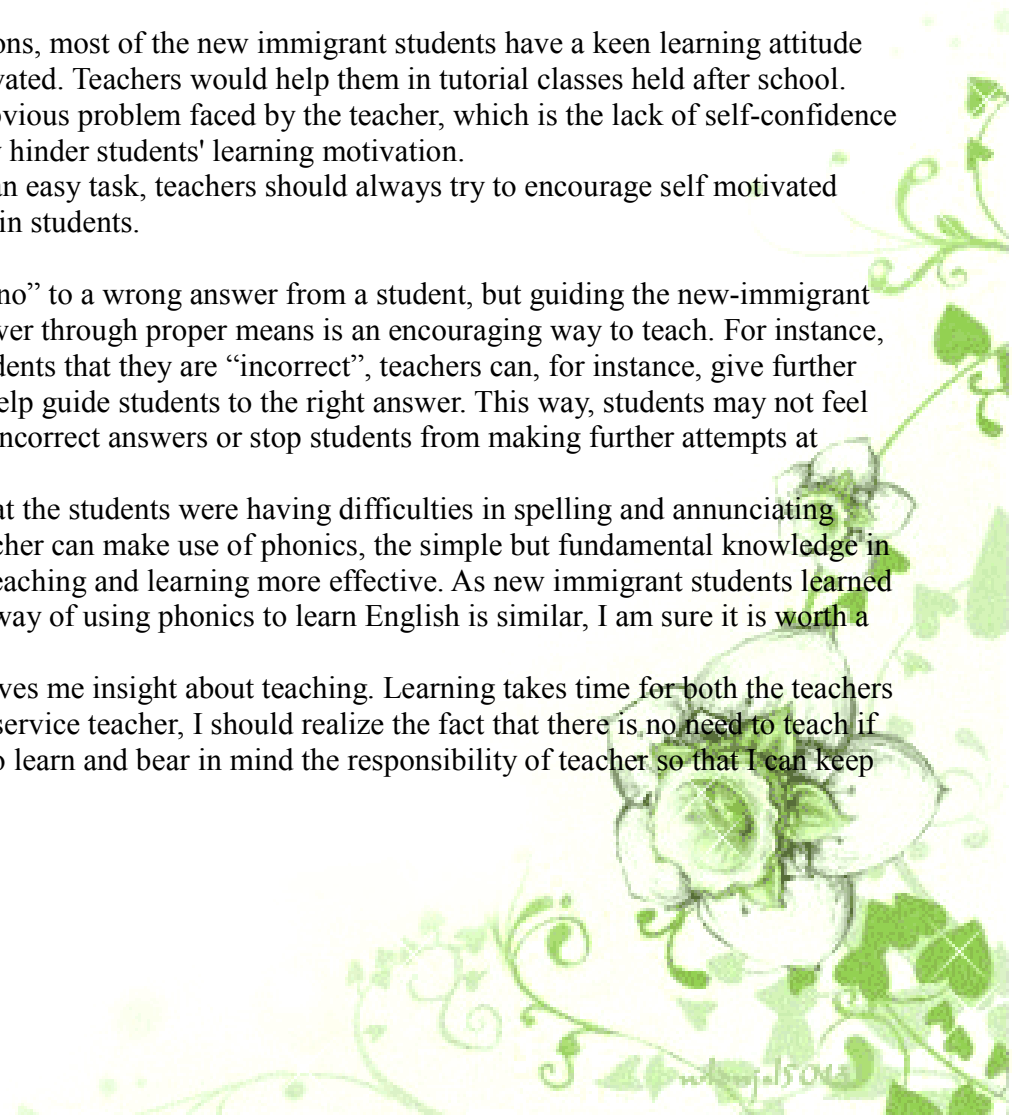 ons, most of the new immigrant students have a keen learning attitude
vated. Teachers would help them in tutorial classes held after school.
bvious problem faced by the teacher, which is the lack of self-confidence
y hinder students' learning motivation.
an easy task, teachers should always try to encourage self motivated
in students.
no” to a wrong answer from a student, but guiding the new-immigrant
wer through proper means is an encouraging way to teach. For instance,
dents that they are “incorrect”, teachers can, for instance, give further
elp guide students to the right answer. This way, students may not feel
incorrect answers or stop students from making further attempts at
at the students were having difficulties in spelling and annunciating
cher can make use of phonics, the simple but fundamental knowledge in
eaching and learning more effective. As new immigrant students learned
way of using phonics to learn English is similar, I am sure it is worth a
ves me insight about teaching. Learning takes time for both the teachers
service teacher, I should realize the fact that there is no need to teach if
o learn and bear in mind the responsibility of teacher so that I can keep